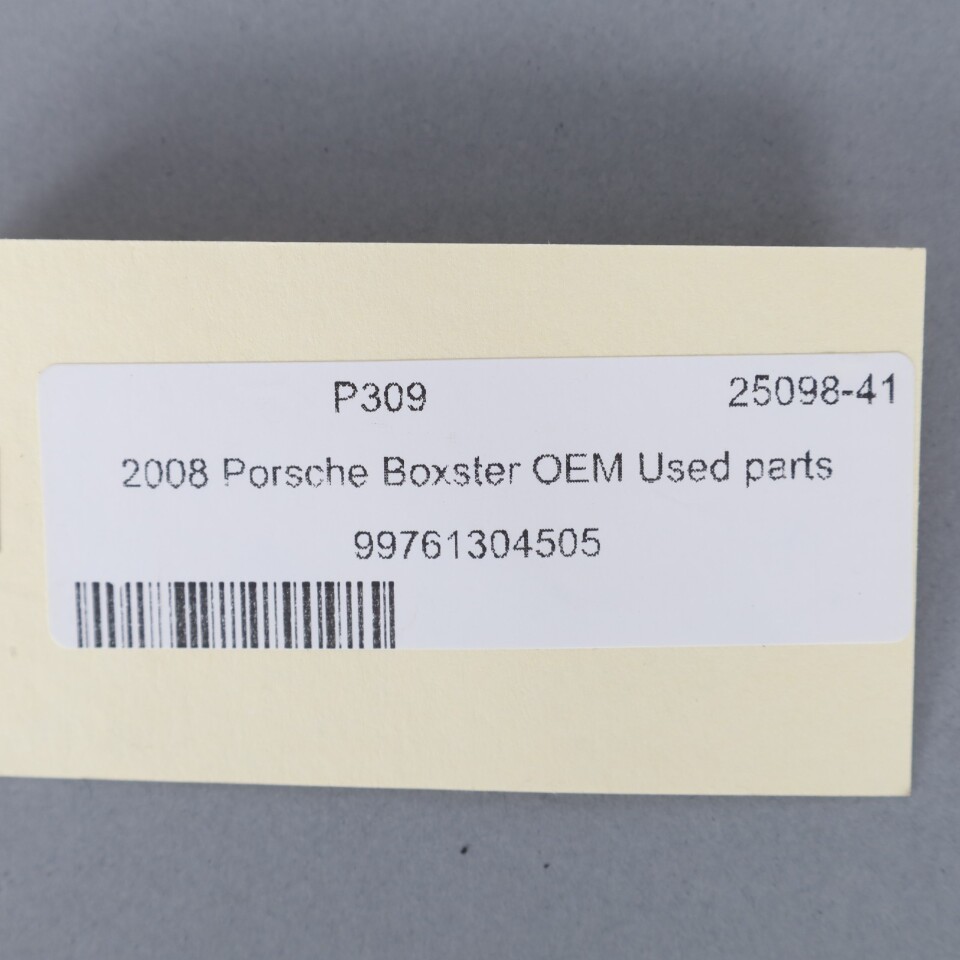 P309 25098-41
2008 Porsche Boxster OEM Used parts
99761304505